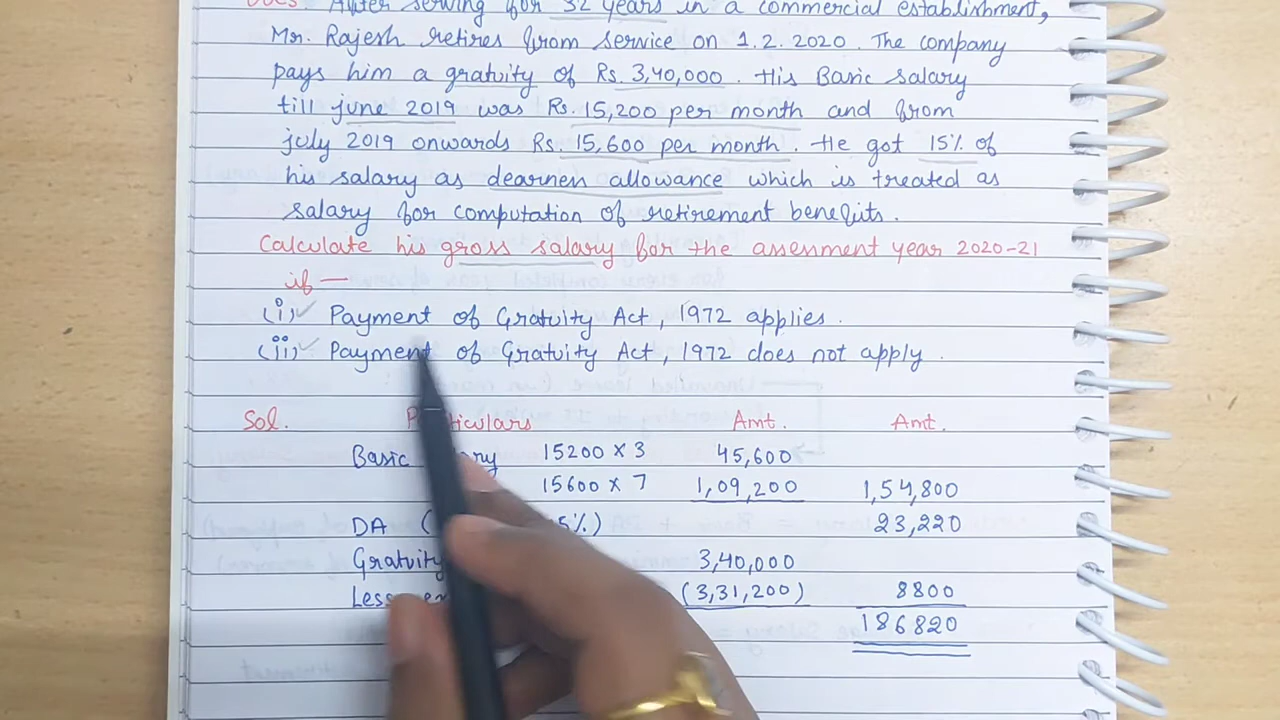 After serving for 32 years in a commercial establishment,
Mr. Rajesh retires from service on 1.2.2020. The company
pays him a gratuity of Rs. 3,40,000. His Basic salary
till june 2019 was Rs. 15,200 per month and from
july 2019 onwards Rs. 15,600 per month. He got 15% of
his salary as dearnen allowance which is treated as
salary for computation of retirement benefits.
Calculate his gross salary for the assenment year 2020-21
if —
(i) Payment of Gratuity Act, 1972 applies.
(ii) Payment of Gratuity Act, 1972 does not apply.
Sol. Amt. Amt.
Basic 15200 × 3 45,600
15600 × 7 1,09,200 1,54,800
DA ( 5%) 23,220
Gratuity 3,40,000
Less (3,31,200) 8800
186820